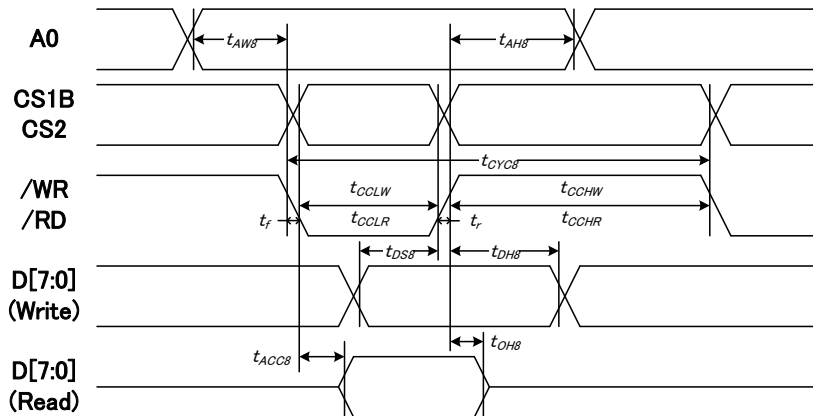 A0
tAW8
tAH8
CS1B
CS2
tCYC8
/WR
/RD
tCCLW
tCCHW
tf
tCCLR
tr
tCCHR
tDS8
tDH8
D[7:0]
(Write)
tACC8
tOH8
D[7:0]
(Read)